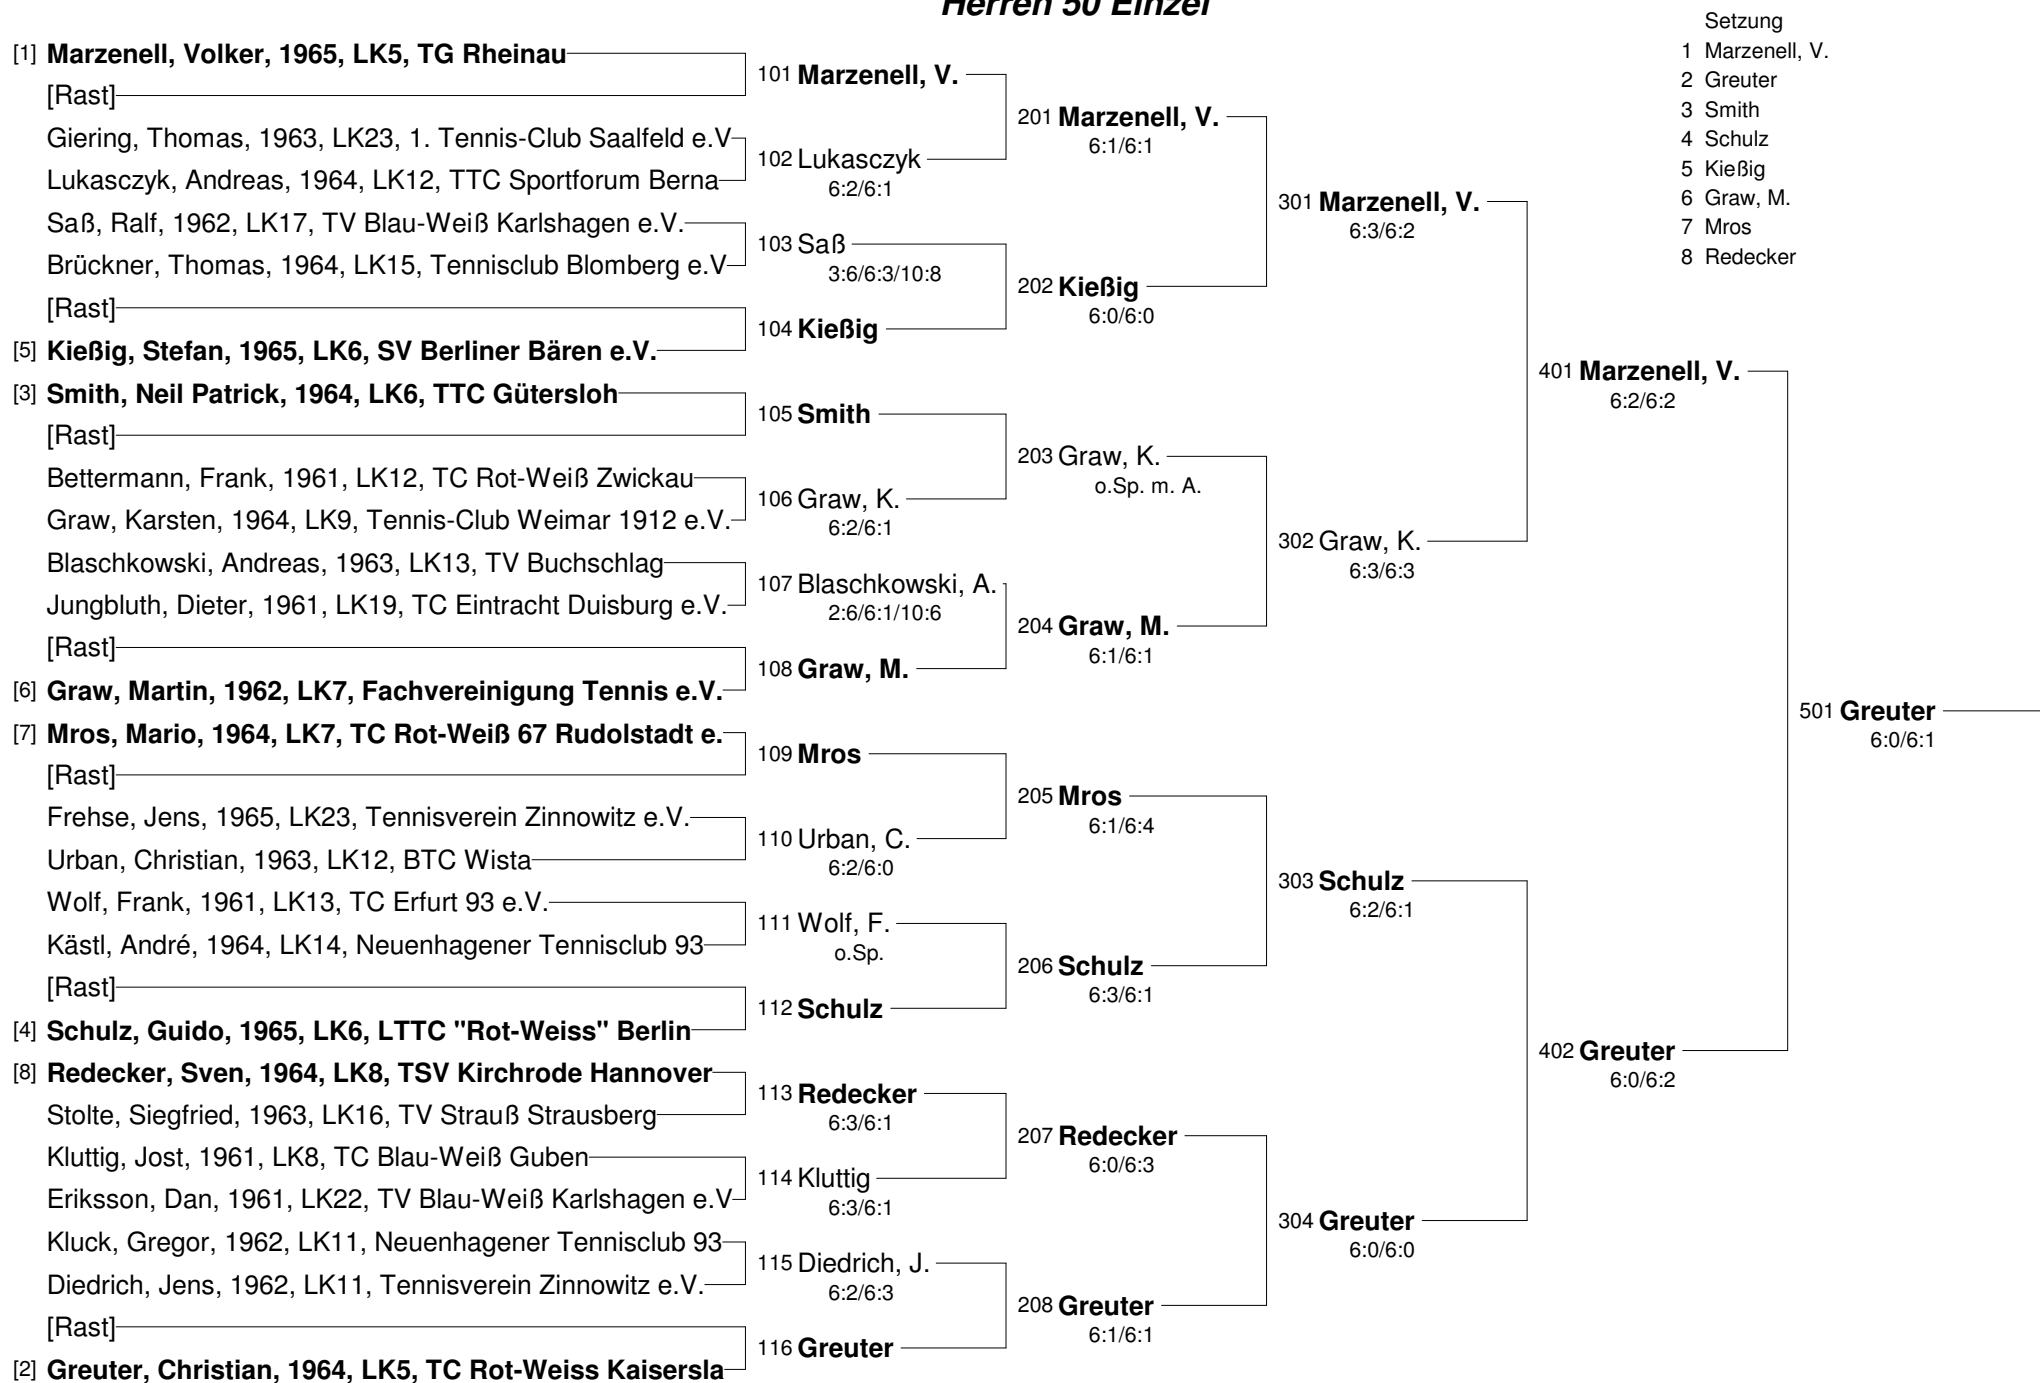 Herren 50 Einzel
Setzung
1 Marzenell, V.
2 Greuter
3 Smith
4 Schulz
5 Kießig
6 Graw, M.
7 Mros
8 Redecker
[1] Marzenell, Volker, 1965, LK5, TG Rheinau
[Rast]
Giering, Thomas, 1963, LK23, 1. Tennis-Club Saalfeld e.V
Lukasczyk, Andreas, 1964, LK12, TTC Sportforum Berna
Saß, Ralf, 1962, LK17, TV Blau-Weiß Karlshagen e.V.
Brückner, Thomas, 1964, LK15, Tennisclub Blomberg e.V
[Rast]
[5] Kießig, Stefan, 1965, LK6, SV Berliner Bären e.V.
[3] Smith, Neil Patrick, 1964, LK6, TTC Gütersloh
[Rast]
Bettermann, Frank, 1961, LK12, TC Rot-Weiß Zwickau
Graw, Karsten, 1964, LK9, Tennis-Club Weimar 1912 e.V.
Blaschkowski, Andreas, 1963, LK13, TV Buchschlag
Jungbluth, Dieter, 1961, LK19, TC Eintracht Duisburg e.V.
[Rast]
[6] Graw, Martin, 1962, LK7, Fachvereinigung Tennis e.V.
[7] Mros, Mario, 1964, LK7, TC Rot-Weiß 67 Rudolstadt e.
[Rast]
Frehse, Jens, 1965, LK23, Tennisverein Zinnowitz e.V.
Urban, Christian, 1963, LK12, BTC Wista
Wolf, Frank, 1961, LK13, TC Erfurt 93 e.V.
Kästl, André, 1964, LK14, Neuenhagener Tennisclub 93
[Rast]
[4] Schulz, Guido, 1965, LK6, LTTC "Rot-Weiss" Berlin
[8] Redecker, Sven, 1964, LK8, TSV Kirchrode Hannover
Stolte, Siegfried, 1963, LK16, TV Strauß Strausberg
Kluttig, Jost, 1961, LK8, TC Blau-Weiß Guben
Eriksson, Dan, 1961, LK22, TV Blau-Weiß Karlshagen e.V
Kluck, Gregor, 1962, LK11, Neuenhagener Tennisclub 93
Diedrich, Jens, 1962, LK11, Tennisverein Zinnowitz e.V.
[Rast]
[2] Greuter, Christian, 1964, LK5, TC Rot-Weiss Kaisersla
101 Marzenell, V.
102 Lukasczyk
6:2/6:1
103 Saß
3:6/6:3/10:8
104 Kießig
105 Smith
106 Graw, K.
6:2/6:1
107 Blaschkowski, A.
2:6/6:1/10:6
108 Graw, M.
109 Mros
110 Urban, C.
6:2/6:0
111 Wolf, F.
o.Sp.
112 Schulz
113 Redecker
6:3/6:1
114 Kluttig
6:3/6:1
115 Diedrich, J.
6:2/6:3
116 Greuter
201 Marzenell, V.
6:1/6:1
202 Kießig
6:0/6:0
203 Graw, K.
o.Sp. m. A.
204 Graw, M.
6:1/6:1
205 Mros
6:1/6:4
206 Schulz
6:3/6:1
207 Redecker
6:0/6:3
208 Greuter
6:1/6:1
301 Marzenell, V.
6:3/6:2
302 Graw, K.
6:3/6:3
303 Schulz
6:2/6:1
304 Greuter
6:0/6:0
401 Marzenell, V.
6:2/6:2
402 Greuter
6:0/6:2
501 Greuter
6:0/6:1